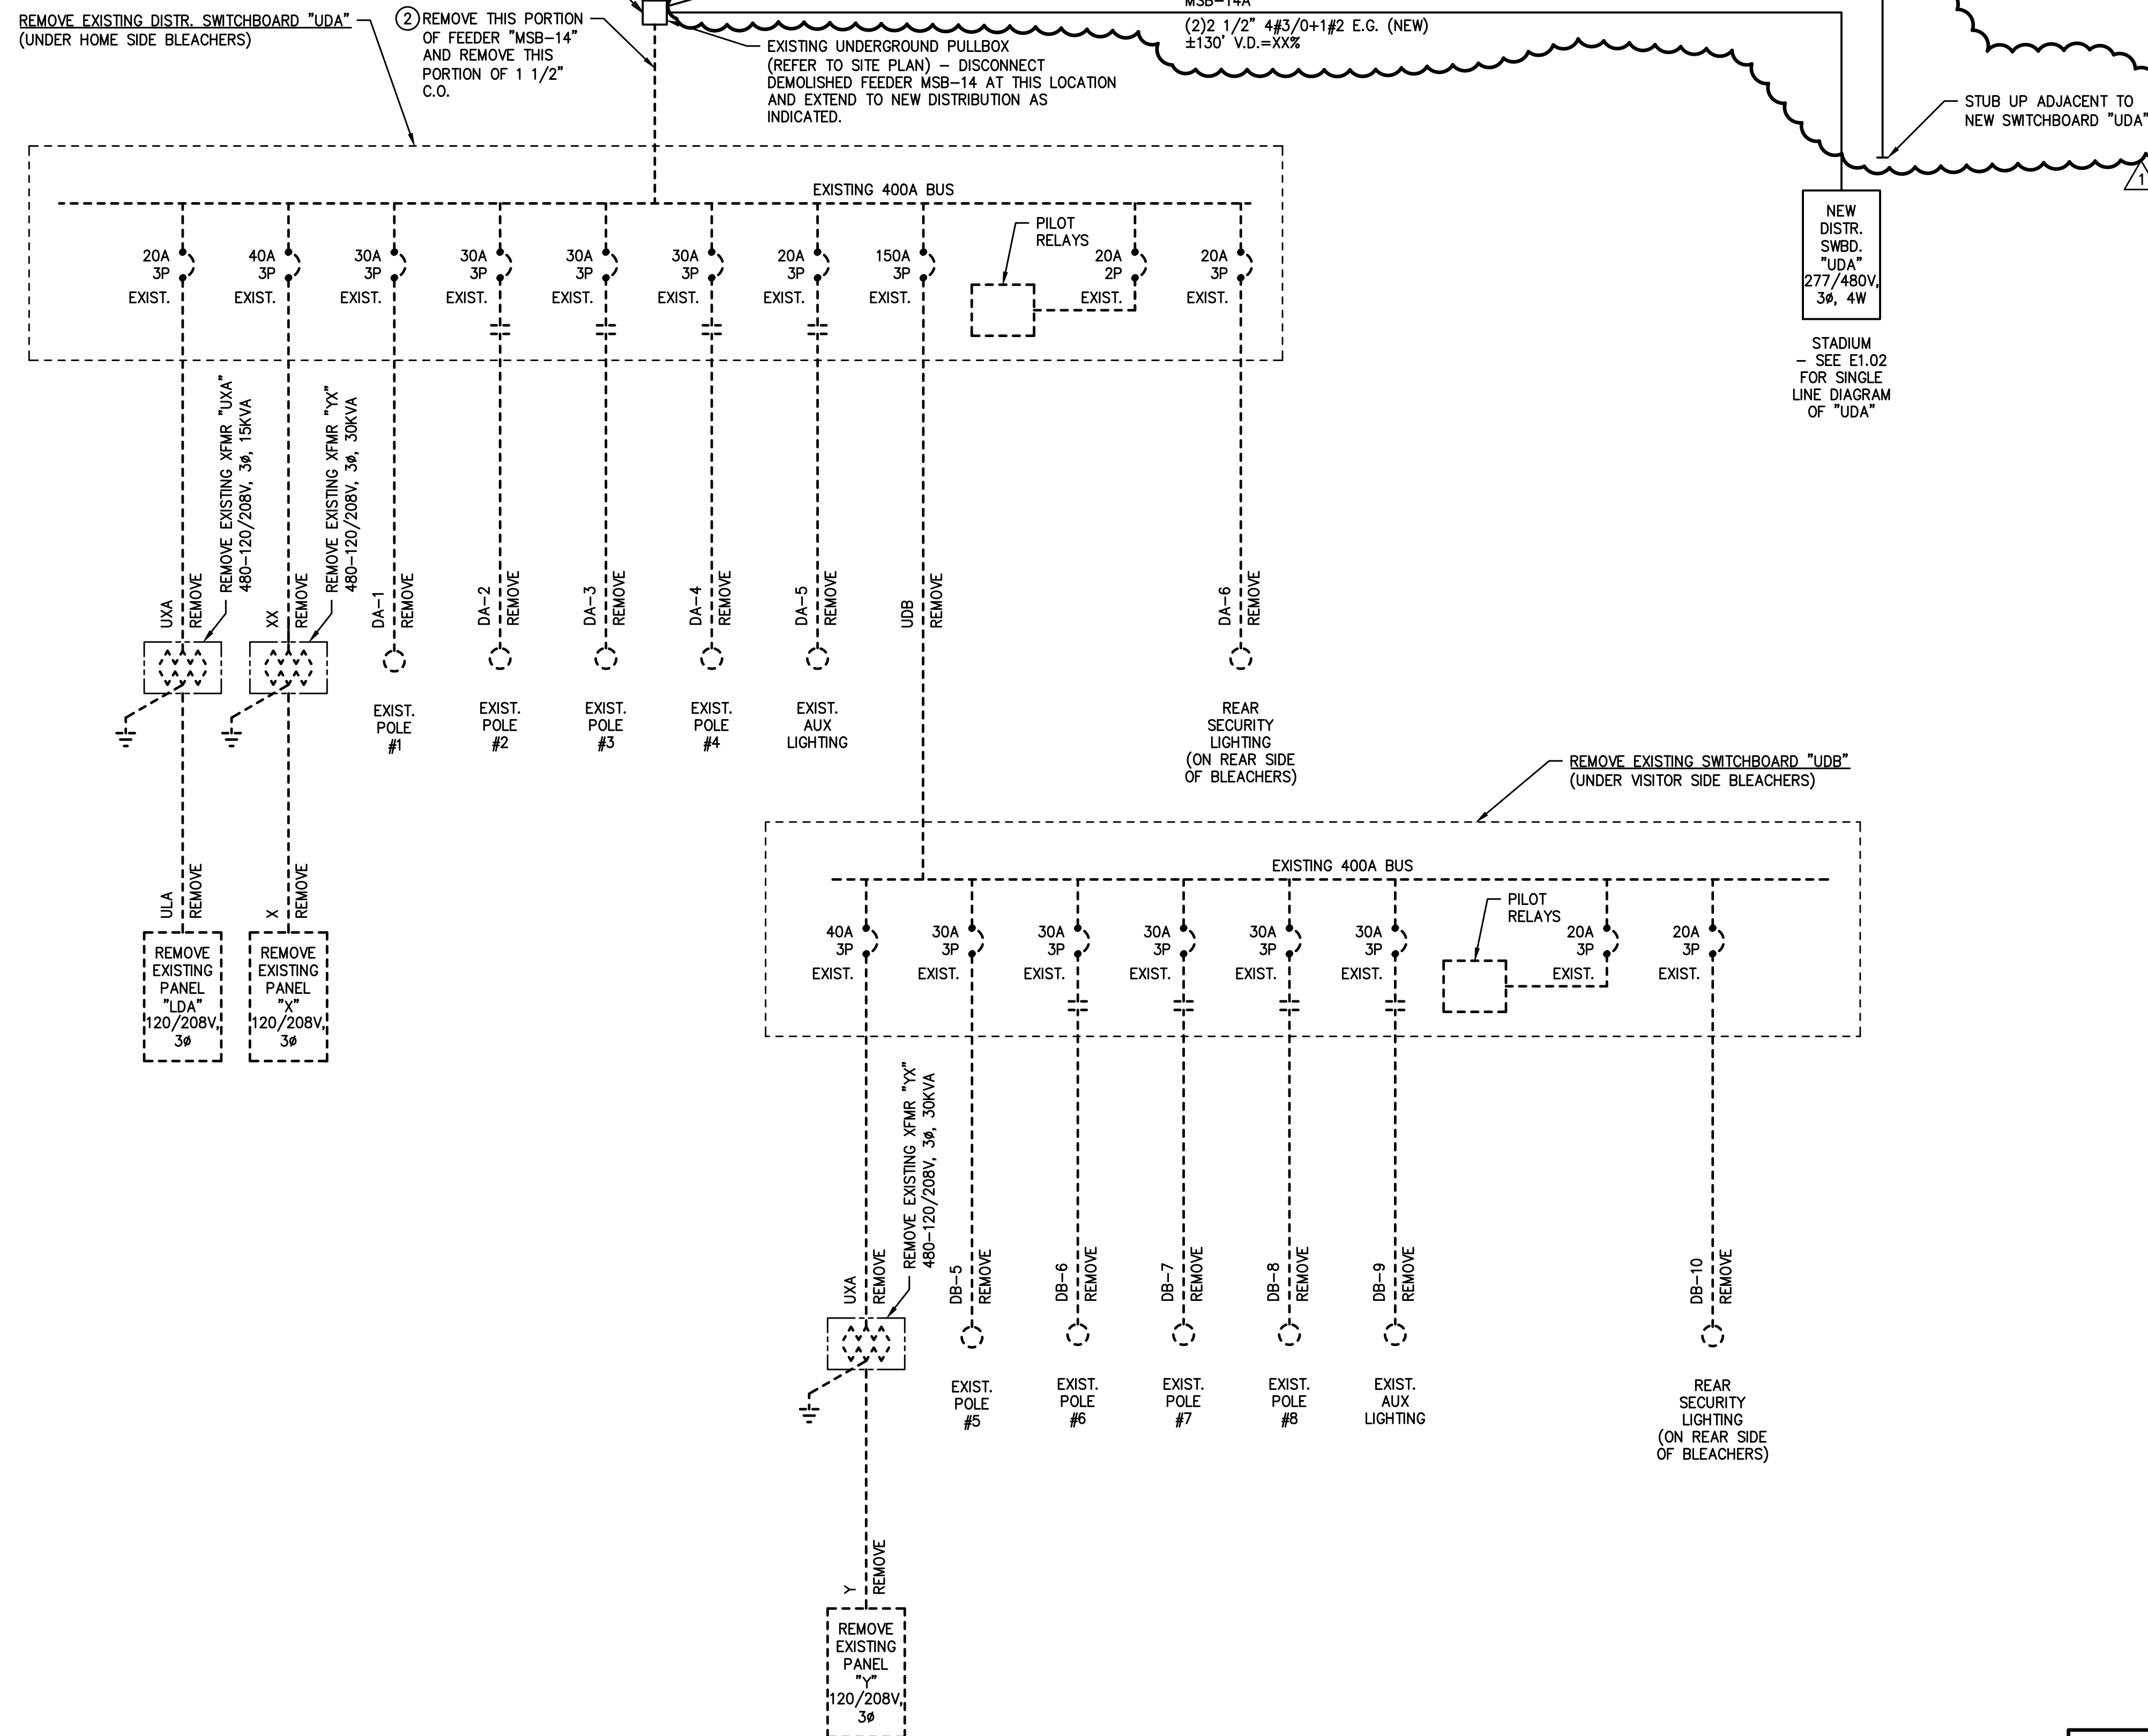 REMOVE EXISTING DISTR. SWITCHBOARD "UDA"
(UNDER HOME SIDE BLEACHERS)
2
REMOVE THIS PORTION
OF FEEDER "MSB-14"
AND REMOVE THIS
PORTION OF 1 1/2"
C.O.
EXISTING UNDERGROUND PULLBOX
(REFER TO SITE PLAN) - DISCONNECT
DEMOLISHED FEEDER MSB-14 AT THIS LOCATION
AND EXTEND TO NEW DISTRIBUTION AS
INDICATED.
MSB-14A
(2)2 1/2" 4#3/0+1#2 E.G. (NEW)
±130' V.D.=XX%
STUB UP ADJACENT TO
NEW SWITCHBOARD "UDA"
1
NEW
DISTR.
SWBD.
"UDA"
277/480V,
3ø, 4W
STADIUM
- SEE E1.02
FOR SINGLE
LINE DIAGRAM
OF "UDA"
EXISTING 400A BUS
20A
3P
EXIST.
40A
3P
EXIST.
30A
3P
EXIST.
30A
3P
EXIST.
30A
3P
EXIST.
30A
3P
EXIST.
20A
3P
EXIST.
150A
3P
PILOT
RELAYS
20A
2P
EXIST.
20A
3P
EXIST.
UXA
REMOVE
REMOVE EXISTING XFMR "UXA"
480-120/208V, 3ø, 15KVA
XX
REMOVE
REMOVE EXISTING XFMR "YX"
480-120/208V, 3ø, 30KVA
DA-1
REMOVE
DA-2
REMOVE
DA-3
REMOVE
DA-4
REMOVE
DA-5
REMOVE
UDB
REMOVE
DA-6
REMOVE
EXIST.
POLE
#1
EXIST.
POLE
#2
EXIST.
POLE
#3
EXIST.
POLE
#4
EXIST.
AUX
LIGHTING
REAR
SECURITY
LIGHTING
(ON REAR SIDE
OF BLEACHERS)
ULA
REMOVE
X
REMOVE
REMOVE
EXISTING
PANEL
"LDA"
120/208V,
3ø
REMOVE
EXISTING
PANEL
"X"
120/208V,
3ø
REMOVE EXISTING SWITCHBOARD "UDB"
(UNDER VISITOR SIDE BLEACHERS)
EXISTING 400A BUS
40A
3P
EXIST.
30A
3P
EXIST.
30A
3P
EXIST.
30A
3P
EXIST.
30A
3P
EXIST.
30A
3P
EXIST.
PILOT
RELAYS
20A
3P
EXIST.
20A
3P
EXIST.
UXA
REMOVE
REMOVE EXISTING XFMR "YX"
480-120/208V, 3ø, 30KVA
DB-5
REMOVE
DB-6
REMOVE
DB-7
REMOVE
DB-8
REMOVE
DB-9
REMOVE
DB-10
REMOVE
EXIST.
POLE
#5
EXIST.
POLE
#6
EXIST.
POLE
#7
EXIST.
POLE
#8
EXIST.
AUX
LIGHTING
REAR
SECURITY
LIGHTING
(ON REAR SIDE
OF BLEACHERS)
Y
REMOVE
REMOVE
EXISTING
PANEL
"Y"
120/208V,
3ø